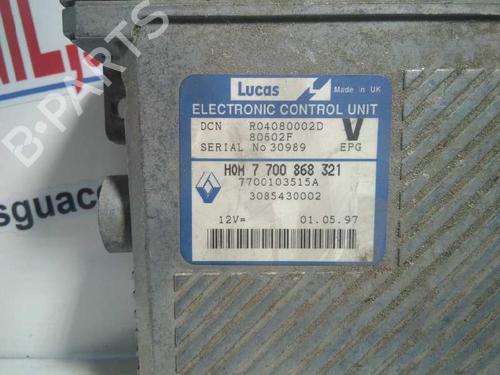 B-PARTS
Lucas
Made in UK
ELECTRONIC CONTROL UNIT
DCN R04080002D V
80602F
SERIAL No 30989 EPG
HOM 7 700 868 321
7700103515A
3085430002
12V= 01.05.97
sguac